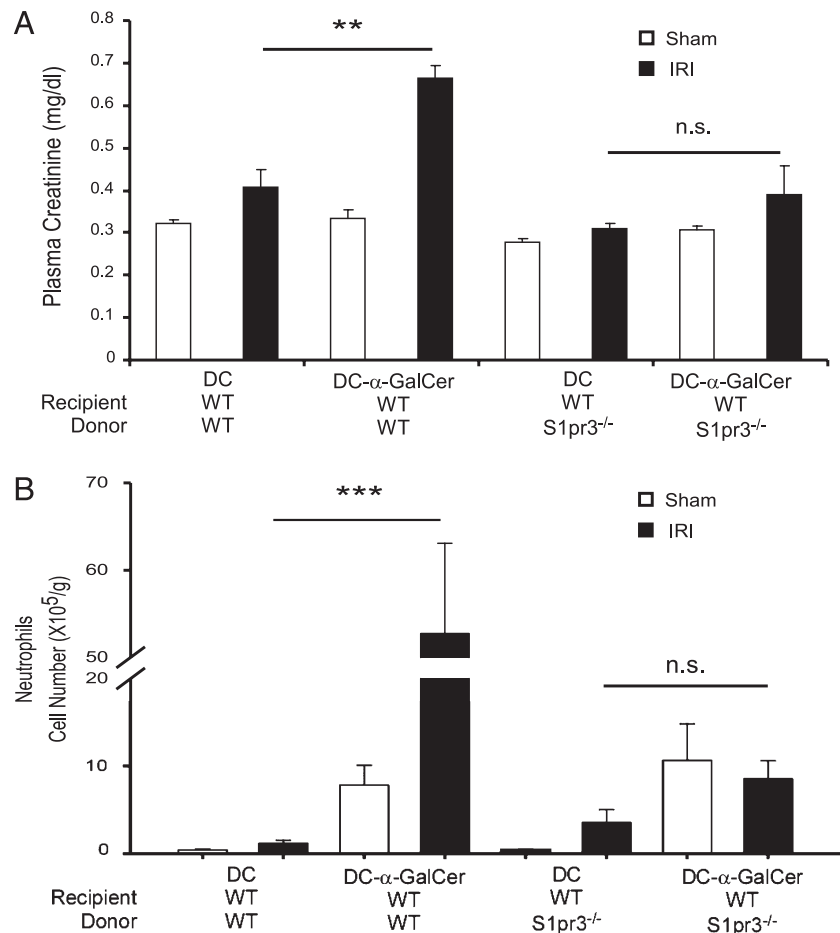 A
0.8
0.7
0.6
0.5
0.4
0.3
0.2
0.1
0
Plasma Creatinine (mg/dl)
**
n.s.
Sham
IRI
DC DC-α-GalCer DC DC-α-GalCer
Recipient WT WT WT WT
Donor WT WT S1pr3-/- S1pr3-/-
B
70
60
50
20
10
0
Neutrophils
Cell Number (X10⁵/g)
***
n.s.
Sham
IRI
DC DC-α-GalCer DC DC-α-GalCer
Recipient WT WT WT WT
Donor WT WT S1pr3-/- S1pr3-/-